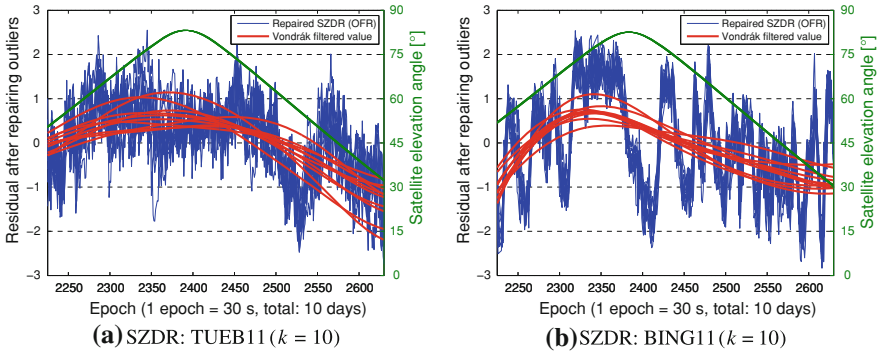 Residual after repairing outliers
3
2
1
0
−1
−2
−3
Repaired SZDR (OFR)
Vondrák filtered value
90
75
60
45
30
15
0
Satellite elevation angle [°]
2250 2300 2350 2400 2450 2500 2550 2600
Epoch (1 epoch = 30 s, total: 10 days)
(a) SZDR: TUEB11 (k = 10)
Residual after repairing outliers
3
2
1
0
−1
−2
−3
Repaired SZDR (OFR)
Vondrák filtered value
90
75
60
45
30
15
0
Satellite elevation angle [°]
2250 2300 2350 2400 2450 2500 2550 2600
Epoch (1 epoch = 30 s, total: 10 days)
(b) SZDR: BING11 (k = 10)